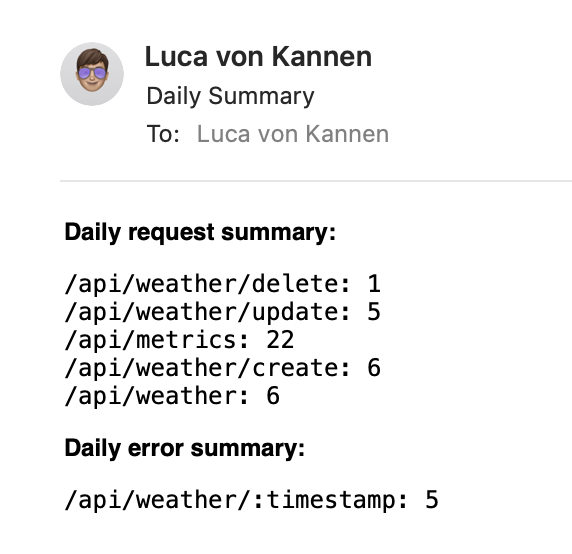 Luca von Kannen
Daily Summary
To: Luca von Kannen
Daily request summary:
/api/weather/delete: 1
/api/weather/update: 5
/api/metrics: 22
/api/weather/create: 6
/api/weather: 6
Daily error summary:
/api/weather/:timestamp: 5